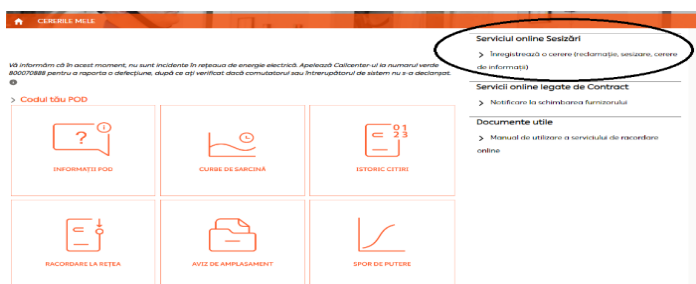 CERERILE MELE
Vă informăm că în acest moment, nu sunt incidente în rețeaua de energie electrică. Apelează Callcenter-ul la numarul verde
800070888 pentru a raporta o defecțiune, după ce ați verificat dacă comutatorul sau întrerupătorul de sistem nu s-a declanșat.
> Codul tău POD
INFORMAȚII POD
CURBE DE SARCINĂ
01
23
ISTORIC CITIRI
RACORDARE LA REȚEA
AVIZ DE AMPLASAMENT
SPOR DE PUTERE
Serviciul online Sesizări
> Înregistrează o cerere (reclamație, sesizare, cerere
de informații)
Servicii online legate de Contract
> Notificare la schimbarea furnizorului
Documente utile
> Manual de utilizare a serviciului de racordare
online